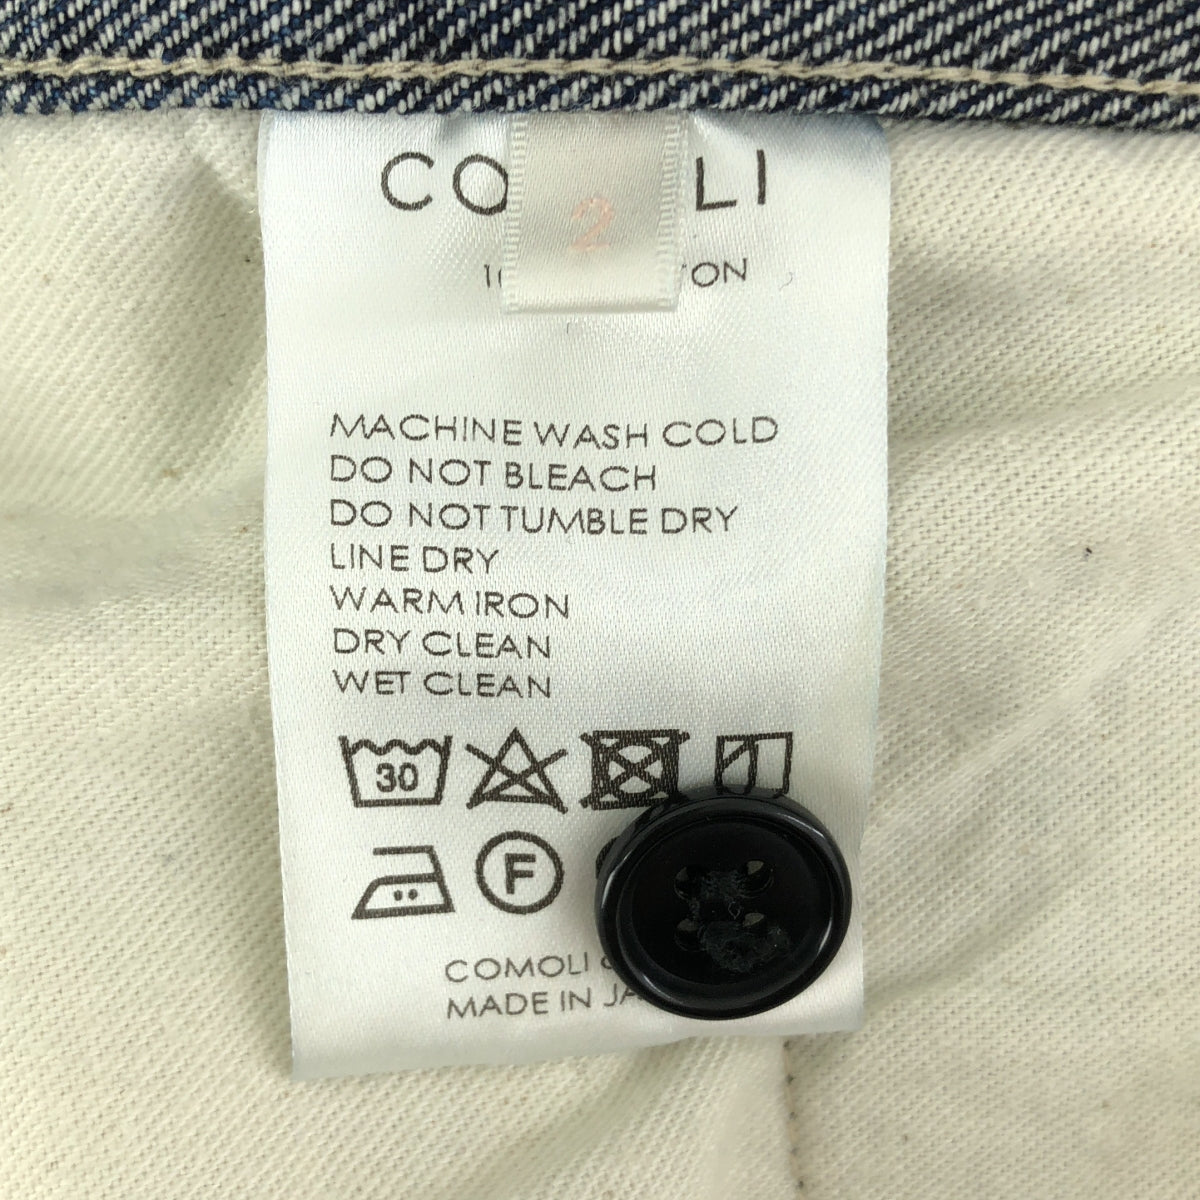 CO LI
2
ON
MACHINE WASH COLD
DO NOT BLEACH
DO NOT TUMBLE DRY
LINE DRY
WARM IRON
DRY CLEAN
WET CLEAN
30
F
COMOLI
MADE IN JA